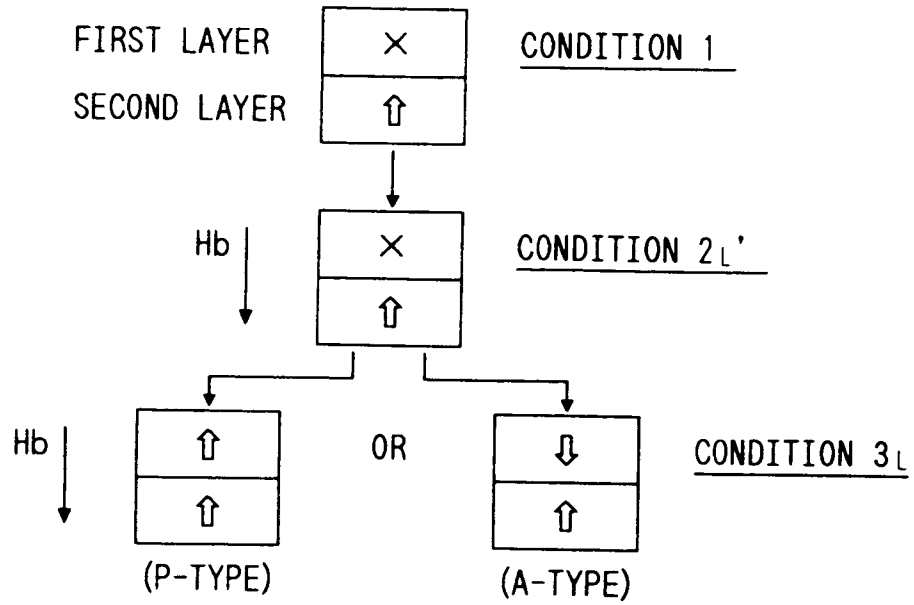 FIRST LAYER × CONDITION 1
SECOND LAYER ⇧
Hb × CONDITION 2L'
⇧
Hb ⇧ OR ⇩ CONDITION 3L
⇧ ⇧
(P-TYPE) (A-TYPE)